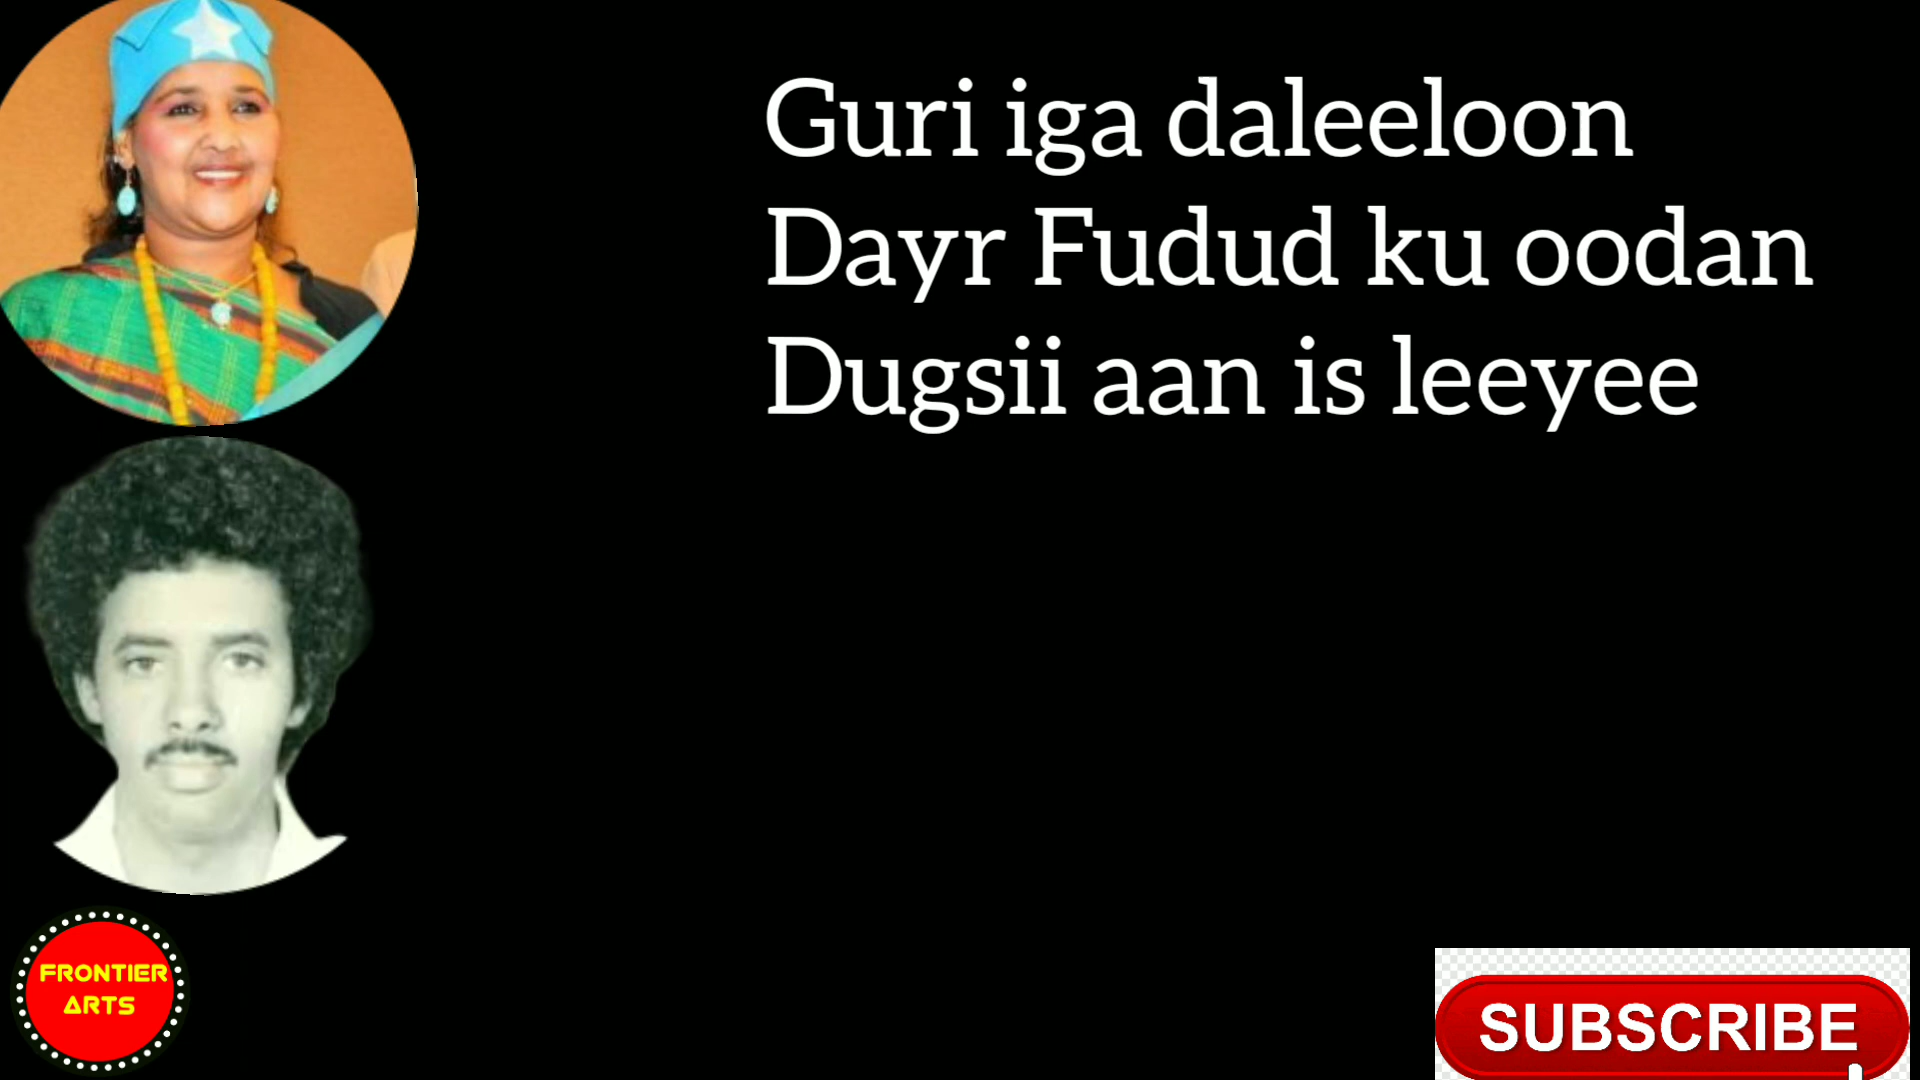 Guri iga daleeloon
Dayr Fudud ku oodan
Dugsii aan is leeyee
FRONTIER
ARTS
SUBSCRIBE